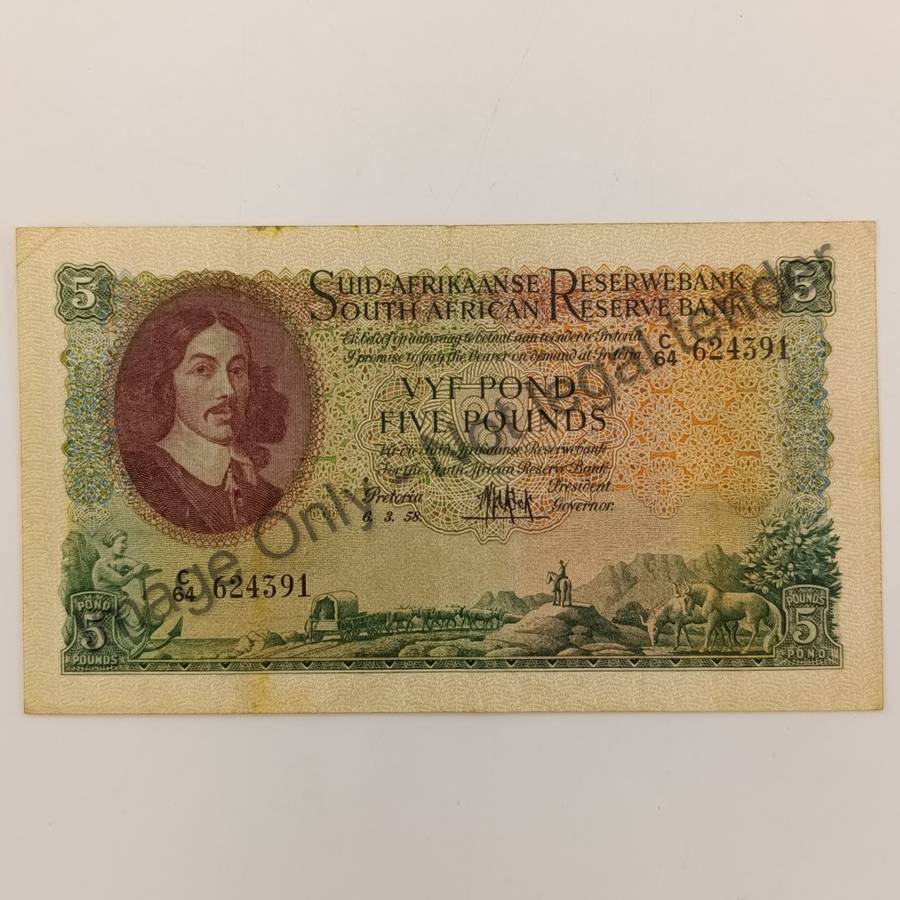 5
5
SUID-AFRIKAANSE RESERWEBANK
SOUTH AFRICAN RESERVE BANK
Ek beloof op aanvraag te betaal aan toonder te Pretoria
I promise to pay the bearer on demand at Pretoria
C/64 624391
VYF POND
FIVE POUNDS
Vir die Suid-Afrikaanse Reserwebank
For the South African Reserve Bank
Pretoria
6. 3. 58.
President
Governor.
C/64 624391
POND
5
POUNDS
POUNDS
5
POND
Image Only - Not legal tender